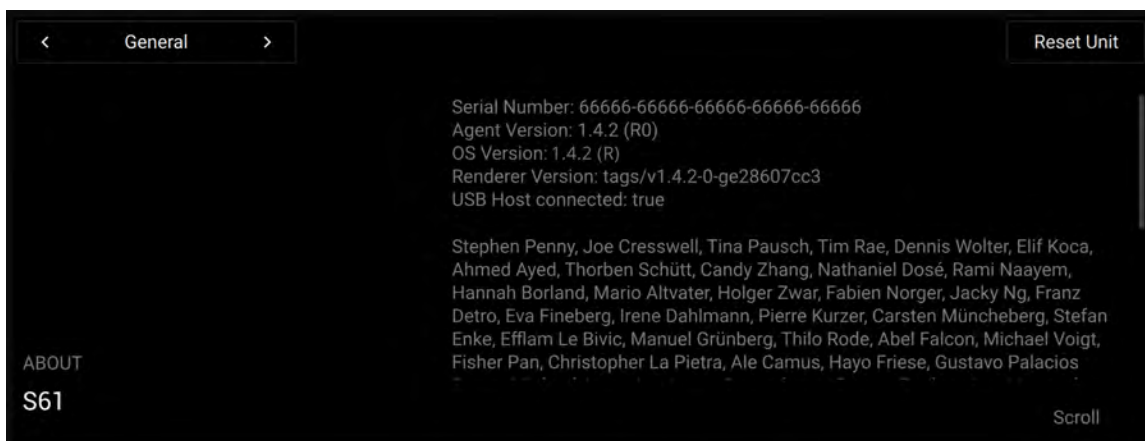 General
Reset Unit
Serial Number: 66666-66666-66666-66666-66666
Agent Version: 1.4.2 (R0)
OS Version: 1.4.2 (R)
Renderer Version: tags/v1.4.2-0-ge28607cc3
USB Host connected: true
Stephen Penny, Joe Cresswell, Tina Pausch, Tim Rae, Dennis Wolter, Elif Koca,
Ahmed Ayed, Thorben Schütt, Candy Zhang, Nathaniel Dosé, Rami Naayem,
Hannah Borland, Mario Altvater, Holger Zwar, Fabien Norger, Jacky Ng, Franz
Detro, Eva Fineberg, Irene Dahlmann, Pierre Kurzer, Carsten Müncheberg, Stefan
Enke, Efflam Le Bivic, Manuel Grünberg, Thilo Rode, Abel Falcon, Michael Voigt,
Fisher Pan, Christopher La Pietra, Ale Camus, Hayo Friese, Gustavo Palacios
ABOUT
S61
Scroll